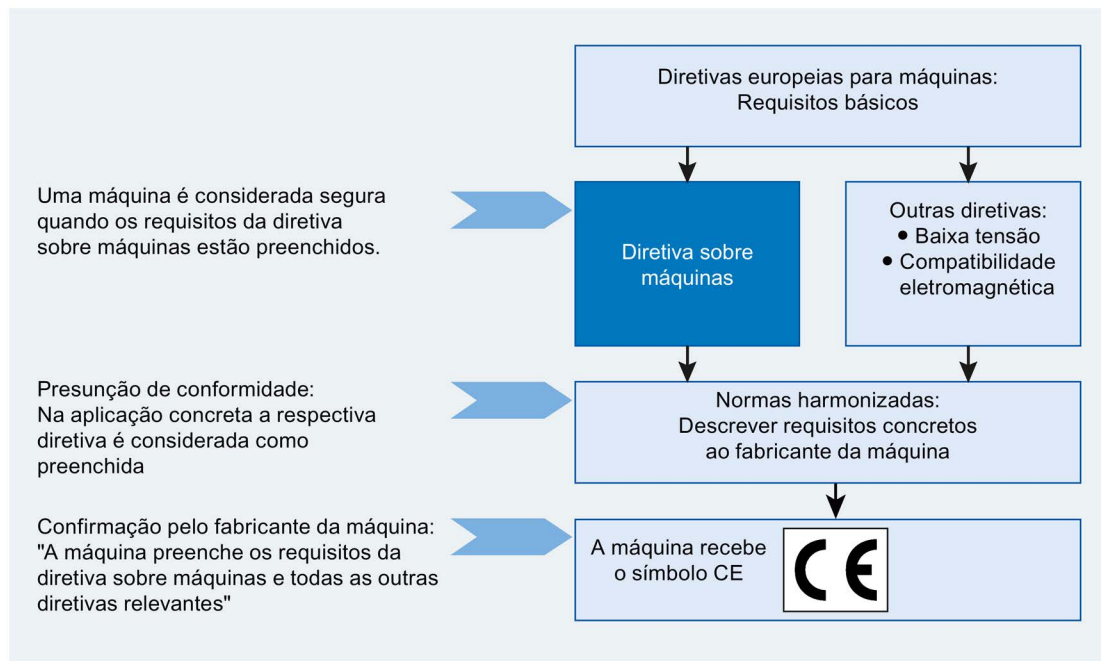 Diretivas europeias para máquinas:
Requisitos básicos
Uma máquina é considerada segura
quando os requisitos da diretiva
sobre máquinas estão preenchidos.
Diretiva sobre
máquinas
Outras diretivas:
● Baixa tensão
● Compatibilidade
eletromagnética
Presunção de conformidade:
Na aplicação concreta a respectiva
diretiva é considerada como
preenchida
Normas harmonizadas:
Descrever requisitos concretos
ao fabricante da máquina
Confirmação pelo fabricante da máquina:
"A máquina preenche os requisitos da
diretiva sobre máquinas e todas as outras
diretivas relevantes"
A máquina recebe
o símbolo CE
CE